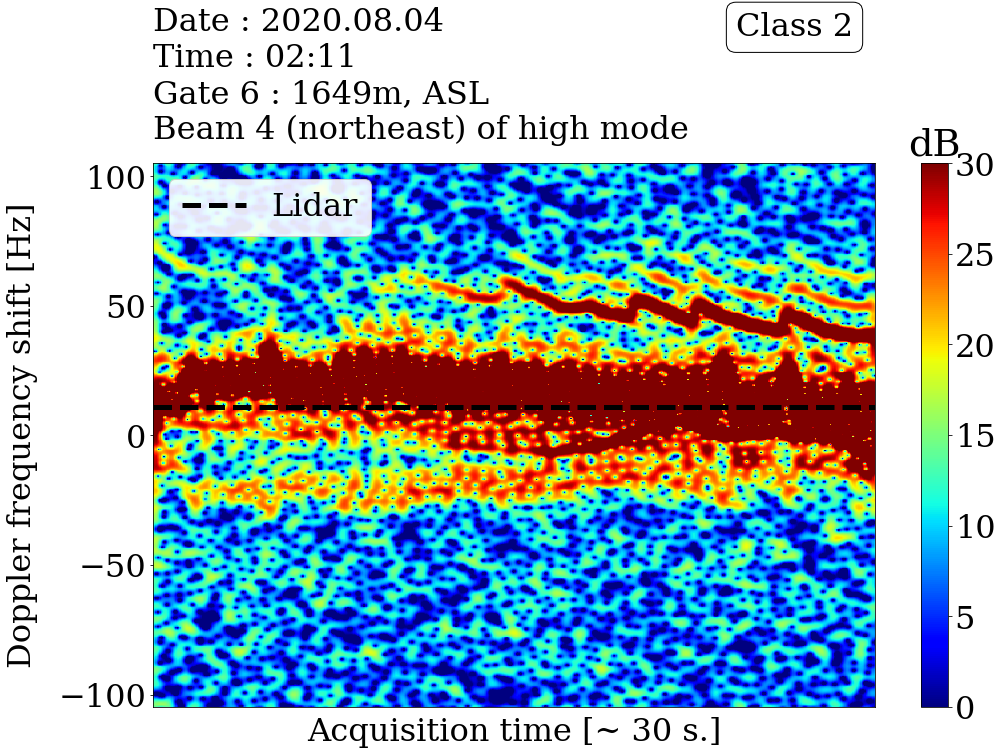 Date : 2020.08.04
Time : 02:11
Gate 6 : 1649m, ASL
Beam 4 (northeast) of high mode
Class 2
dB
Lidar
Doppler frequency shift [Hz]
100
50
0
−50
−100
Acquisition time [~ 30 s.]
30
25
20
15
10
5
0